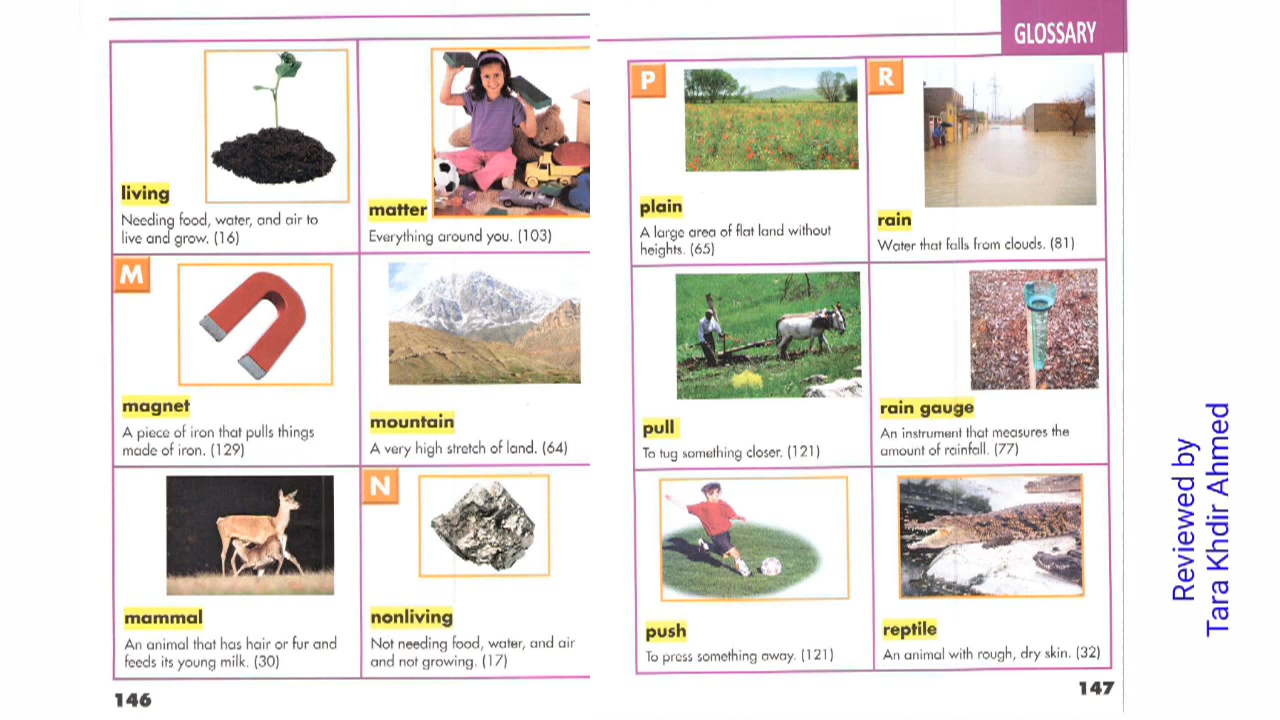 living
Needing food, water, and air to
live and grow. (16)
matter
Everything around you. (103)
M
magnet
A piece of iron that pulls things
made of iron. (129)
mountain
A very high stretch of land. (64)
mammal
An animal that has hair or fur and
feeds its young milk. (30)
N
nonliving
Not needing food, water, and air
and not growing. (17)
146
GLOSSARY
P
plain
A large area of flat land without
heights. (65)
R
rain
Water that falls from clouds. (81)
pull
To tug something closer. (121)
rain gauge
An instrument that measures the
amount of rainfall. (77)
push
To press something away. (121)
reptile
An animal with rough, dry skin. (32)
147
Reviewed by
Tara Khdir Ahmed